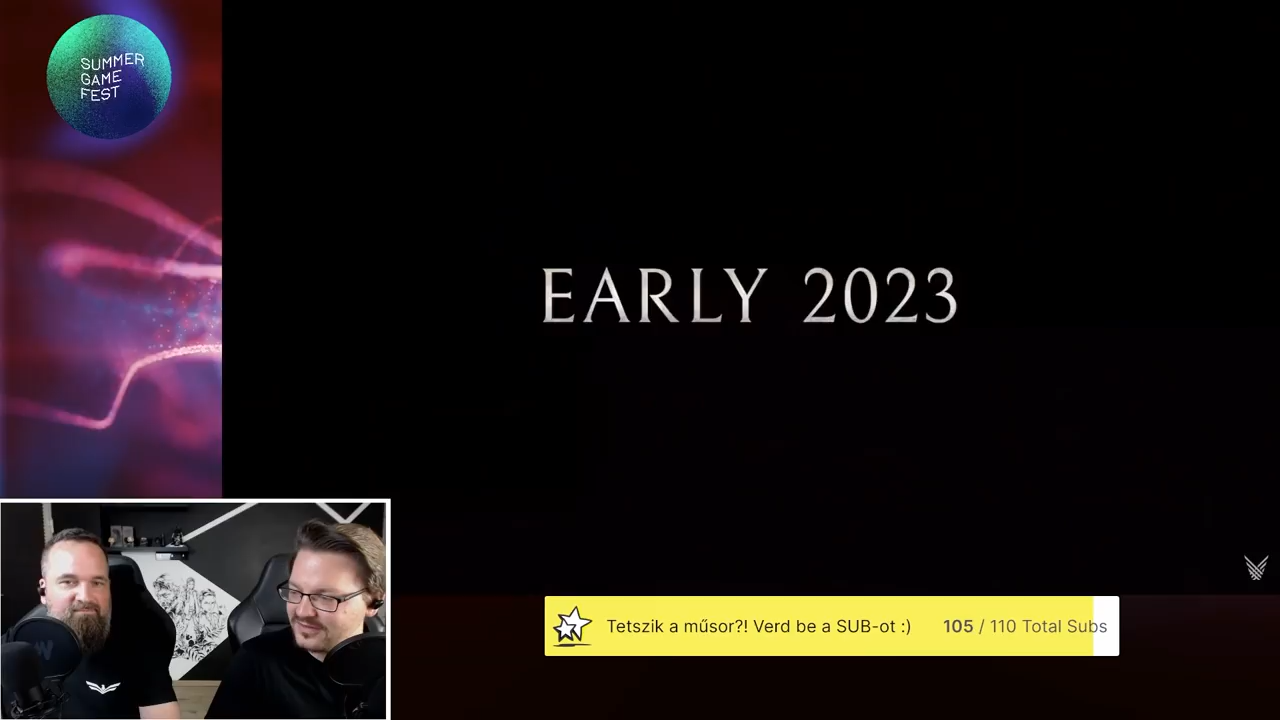 SUMMER
GAME
FEST
EARLY 2023
Tetszik a műsor?! Verd be a SUB-ot :) 105 / 110 Total Subs